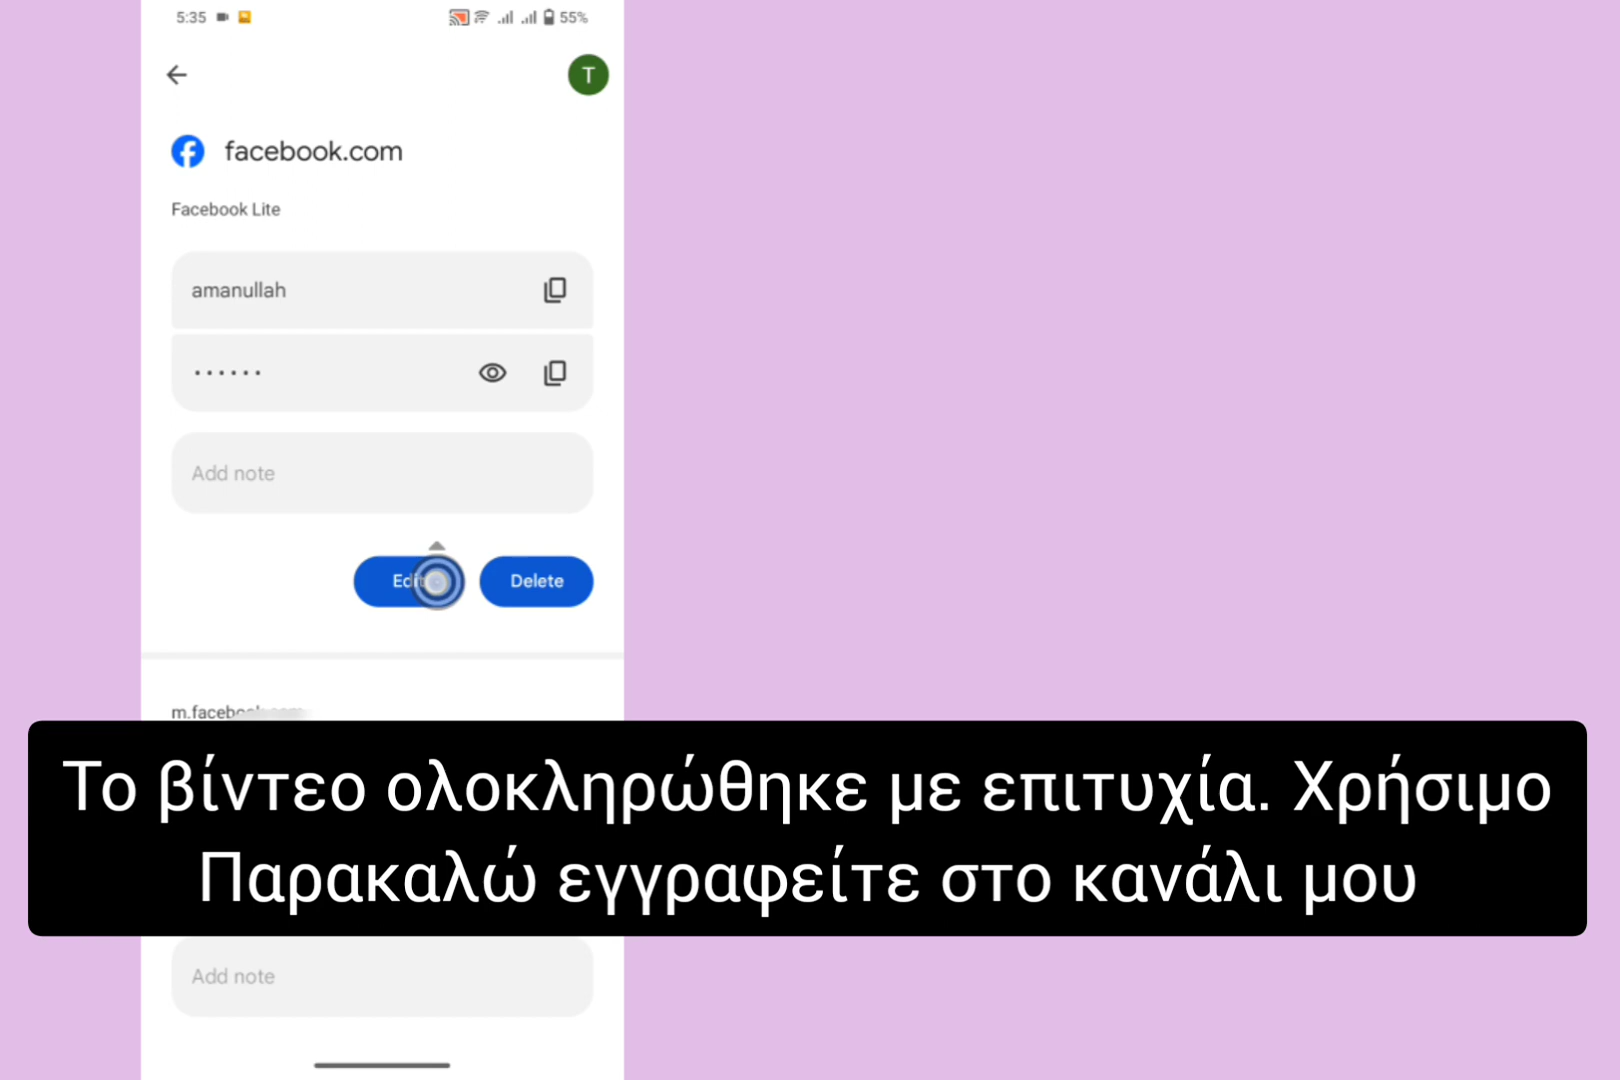 5:35 55%
T
facebook.com
Facebook Lite
amanullah
Add note
Edit Delete
Το βίντεο ολοκληρώθηκε με επιτυχία. Χρήσιμο
Παρακαλώ εγγραφείτε στο κανάλι μου
Add note